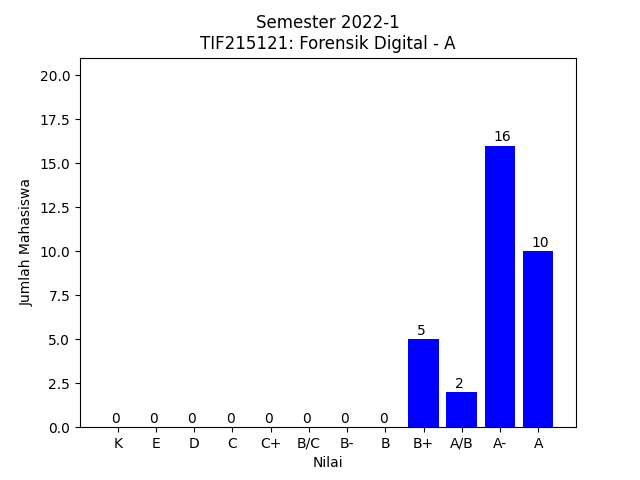 Semester 2022-1
TIF215121: Forensik Digital - A
Jumlah Mahasiswa
20.0
17.5
15.0
12.5
10.0
7.5
5.0
2.5
0.0
0 0 0 0 0 0 0 0 5 2 16 10
K E D C C+ B/C B- B B+ A/B A- A
Nilai